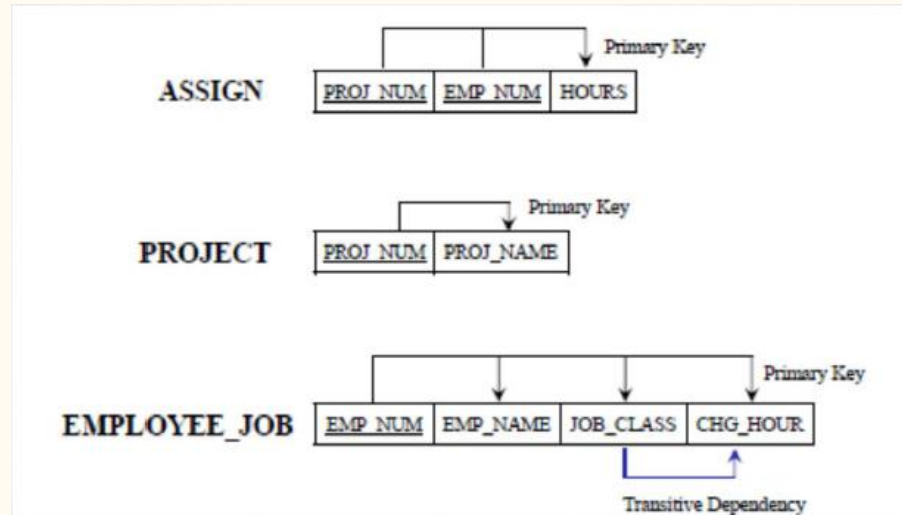 Primary Key
ASSIGN PROJ_NUM EMP_NUM HOURS
Primary Key
PROJECT PROJ_NUM PROJ_NAME
Primary Key
EMPLOYEE_JOB EMP_NUM EMP_NAME JOB_CLASS CHG_HOUR
Transitive Dependency